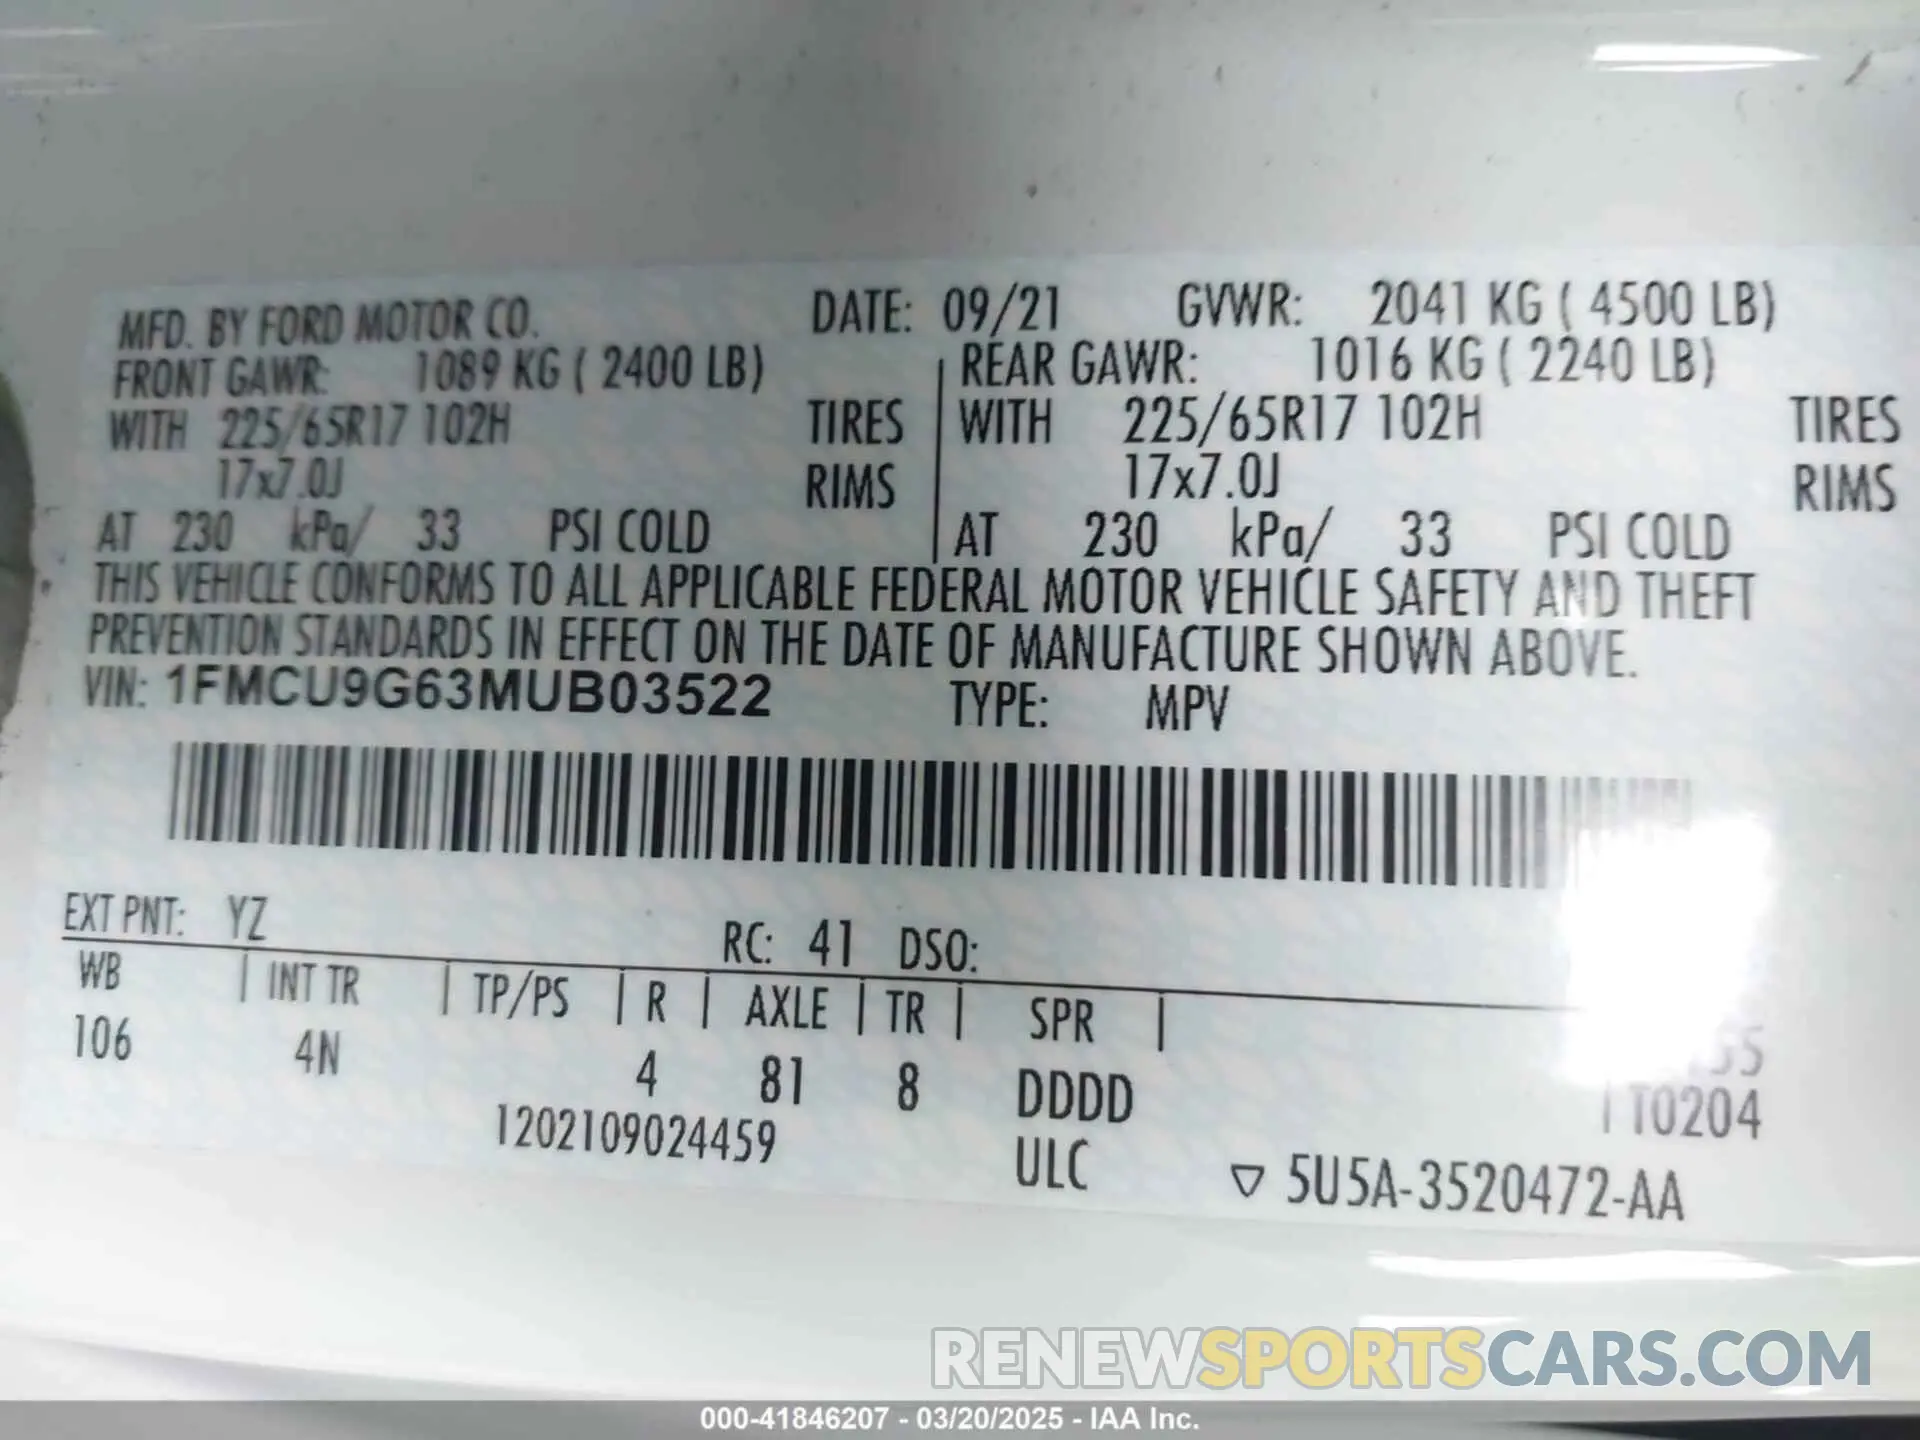 MFD. BY FORD MOTOR CO. DATE: 09/21 GVWR: 2041 KG ( 4500 LB)
FRONT GAWR: 1089 KG ( 2400 LB) REAR GAWR: 1016 KG ( 2240 LB)
WITH 225/65R17 102H TIRES WITH 225/65R17 102H TIRES
17x7.0J RIMS 17x7.0J RIMS
AT 230 kPa/ 33 PSI COLD AT 230 kPa/ 33 PSI COLD
THIS VEHICLE CONFORMS TO ALL APPLICABLE FEDERAL MOTOR VEHICLE SAFETY AND THEFT
PREVENTION STANDARDS IN EFFECT ON THE DATE OF MANUFACTURE SHOWN ABOVE.
VIN: 1FMCU9G63MUB03522 TYPE: MPV
EXT PNT: YZ RC: 41 DSO:
WB INT TR TP/PS R AXLE TR SPR
106 4N 4 81 8 DDDD
T0204
1202109024459 ULC ▽ 5U5A-3520472-AA
RENEWSPORTSCARS.COM
000-41846207 - 03/20/2025 - IAA Inc.